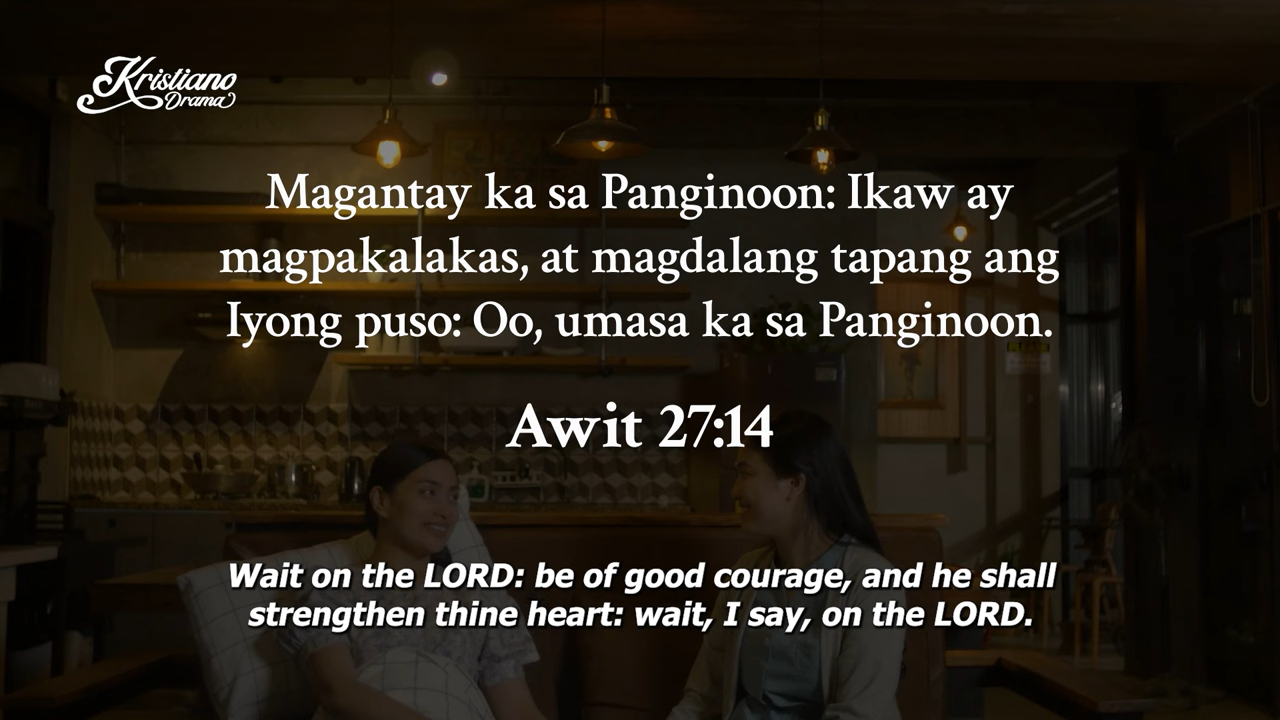 Kristiano
Drama
Magantay ka sa Panginoon: Ikaw ay
magpakalakas, at magdalang tapang ang
Iyong puso: Oo, umasa ka sa Panginoon.
Awit 27:14
Wait on the LORD: be of good courage, and he shall
strengthen thine heart: wait, I say, on the LORD.